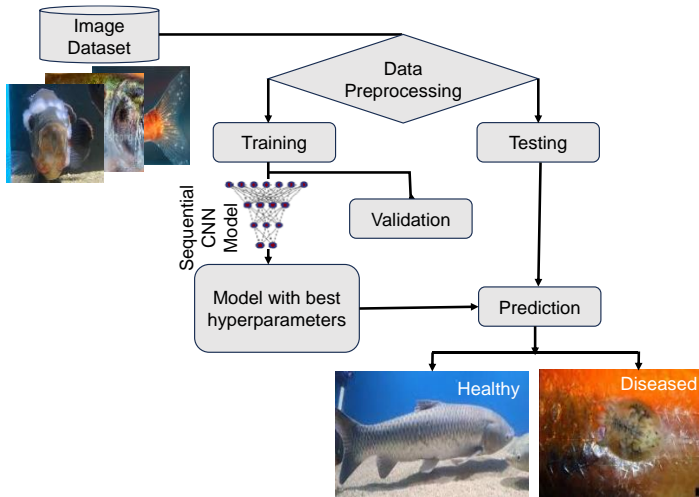 Image
Dataset
Data
Preprocessing
Training
Testing
Sequential
CNN
Model
Validation
Model with best
hyperparameters
Prediction
Healthy
Diseased